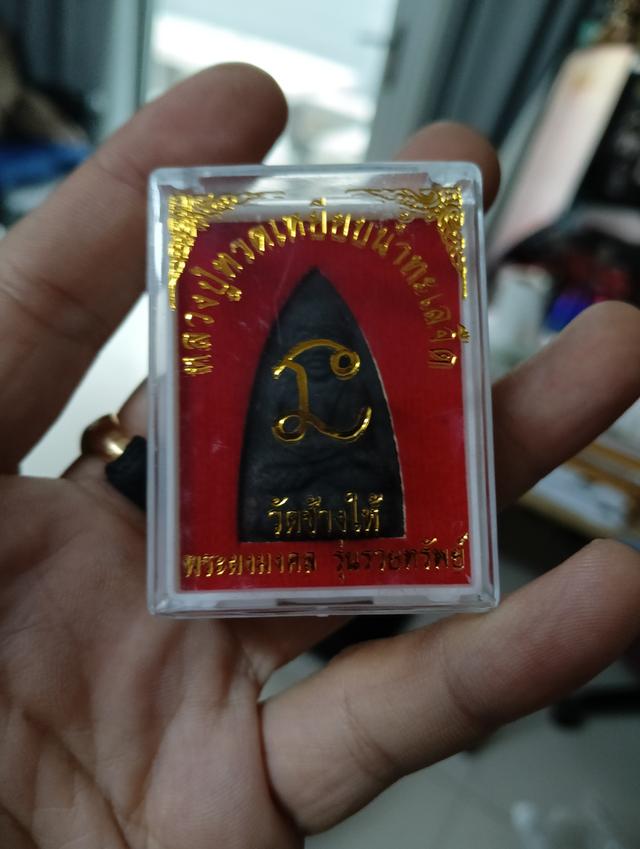 หลวงปู่ทวดเหยียบน้ำทะเลจืด
วัดช้างให้
พระผงมงคล รุ่นรวยทรัพย์